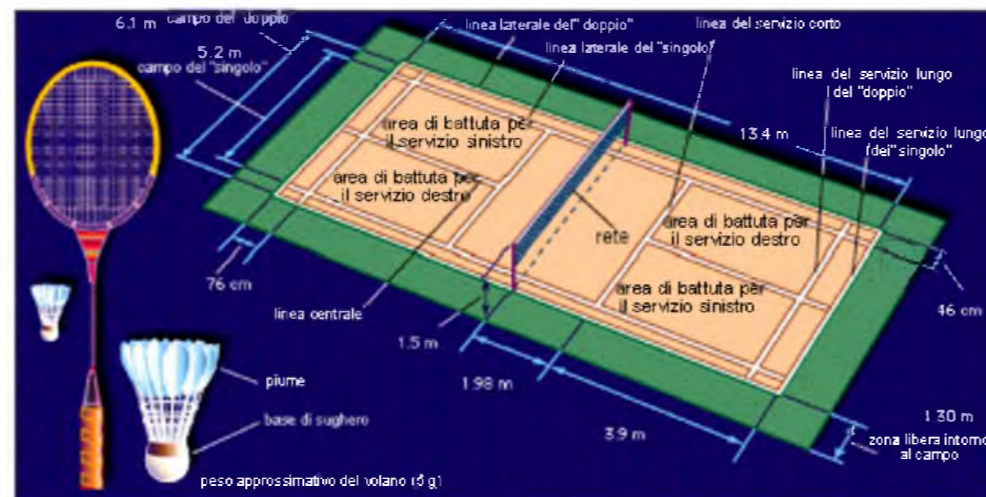 6.1 m
campo del "doppio"
5.2 m
campo del "singolo"
linea laterale del "doppio"
linea laterale del "singolo"
linea del servizio corto
linea del servizio lungo
del "doppio"
13.4 m
linea del servizio lungo
del "singolo"
area di battuta per
il servizio sinistro
area di battuta per
il servizio destro
rete
area di battuta per
il servizio destro
area di battuta per
il servizio sinistro
76 cm
linea centrale
46 cm
1.5 m
1.98 m
3.9 m
1.30 m
zona libera intorno
al campo
piume
base di sughero
peso approssimativo del volano (5 g)